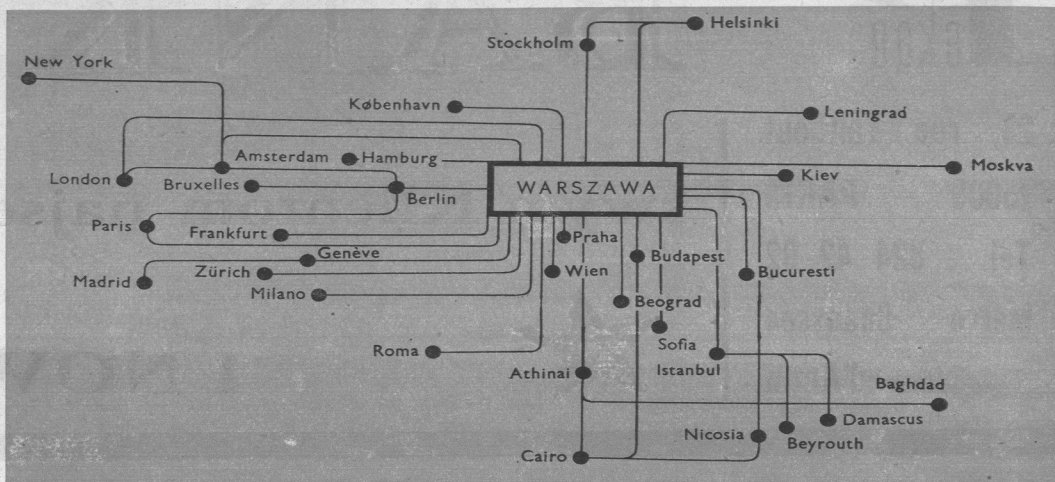 Helsinki
Stockholm
New York
København
Leningrad
Amsterdam
Hamburg
Moskva
London
Bruxelles
Berlin
WARSZAWA
Kiev
Paris
Frankfurt
Praha
Genève
Budapest
Madrid
Zürich
Wien
Bucuresti
Milano
Beograd
Sofia
Roma
Athinai
Istanbul
Baghdad
Damascus
Nicosia
Beyrouth
Cairo